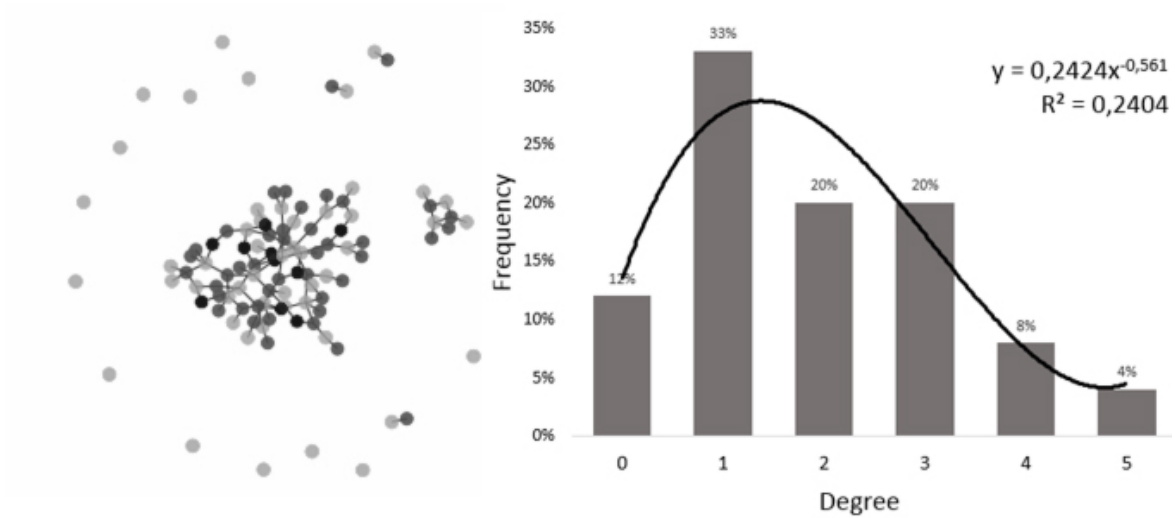 35%
30%
25%
20%
15%
10%
5%
0%
Frequency
12%
33%
20%
20%
8%
4%
y = 0,2424x^-0,561
R² = 0,2404
0 1 2 3 4 5
Degree